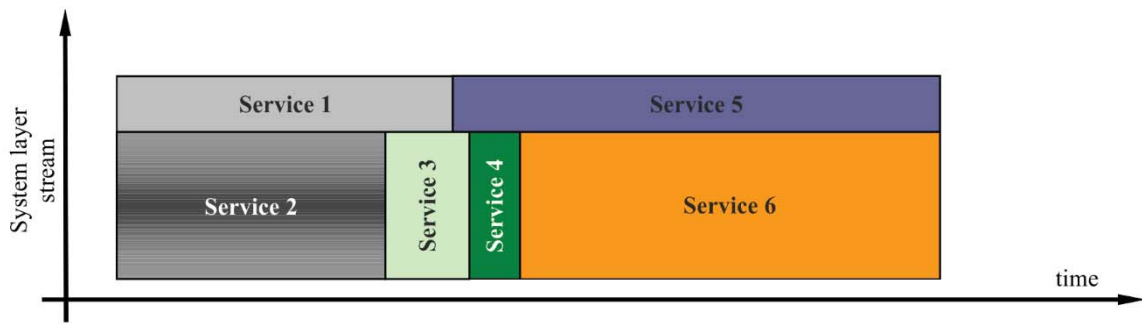 System layer
stream
Service 1
Service 5
Service 2
Service 3
Service 4
Service 6
time